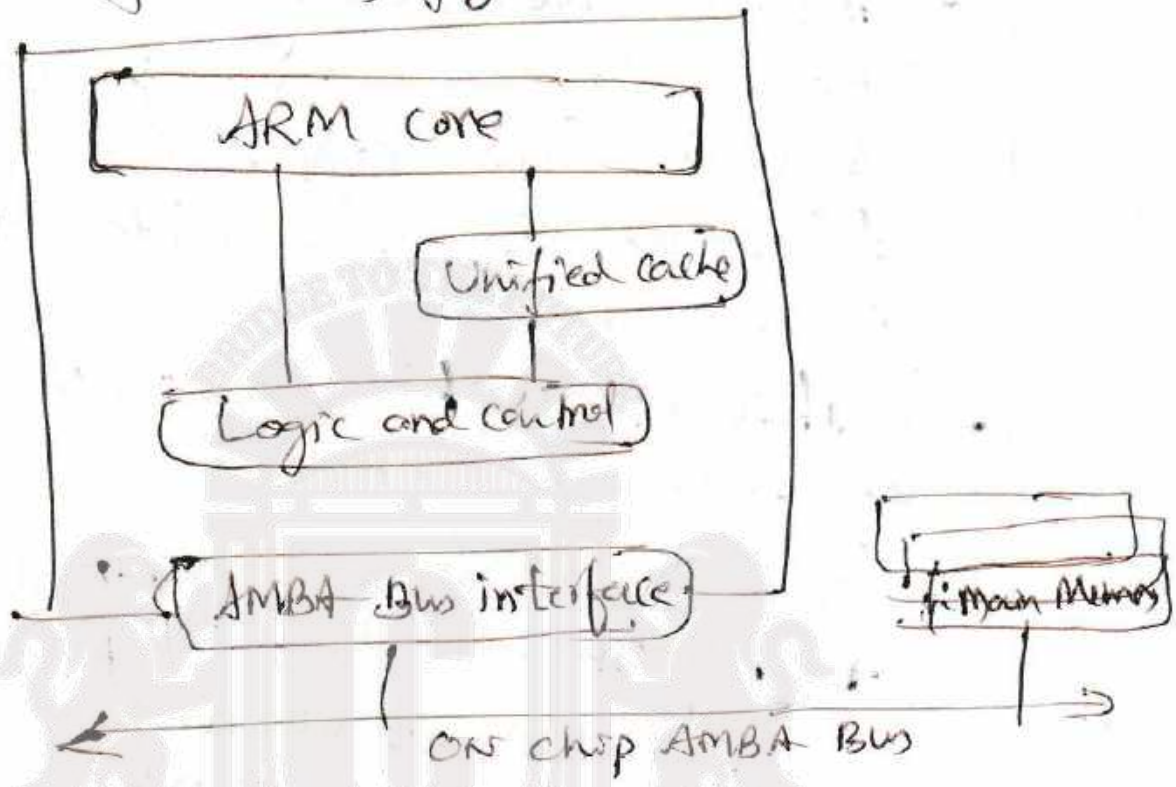 ARM core
Unified cache
Logic and control
AMBA Bus interface
Main Memory
ON chip AMBA Bus